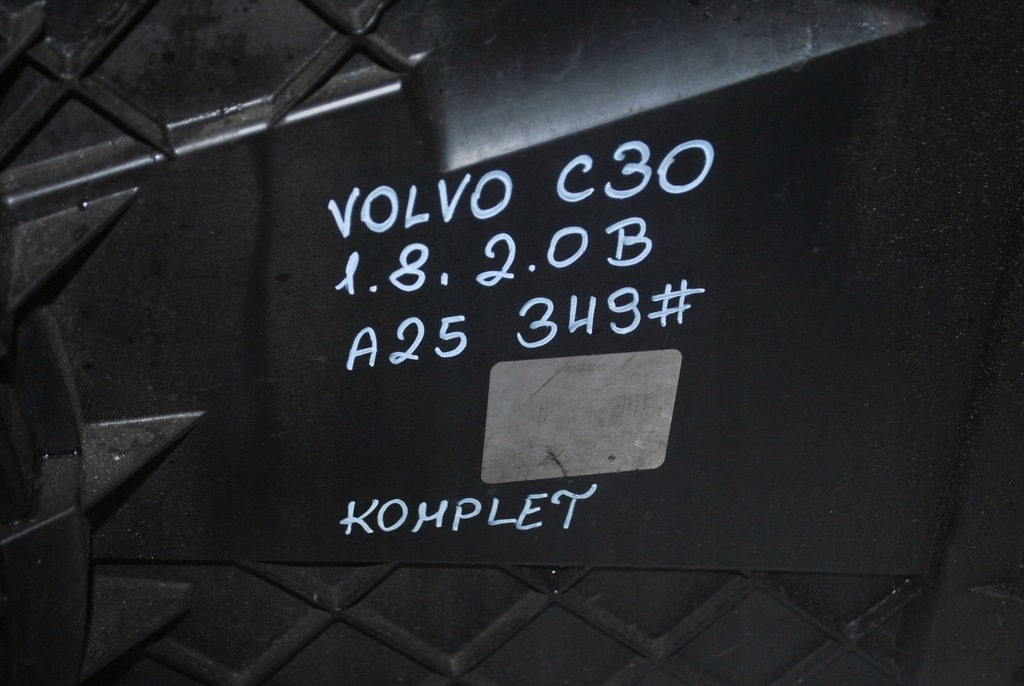 VOLVO C30
1.8. 2.0B
A25 349#
KOMPLET